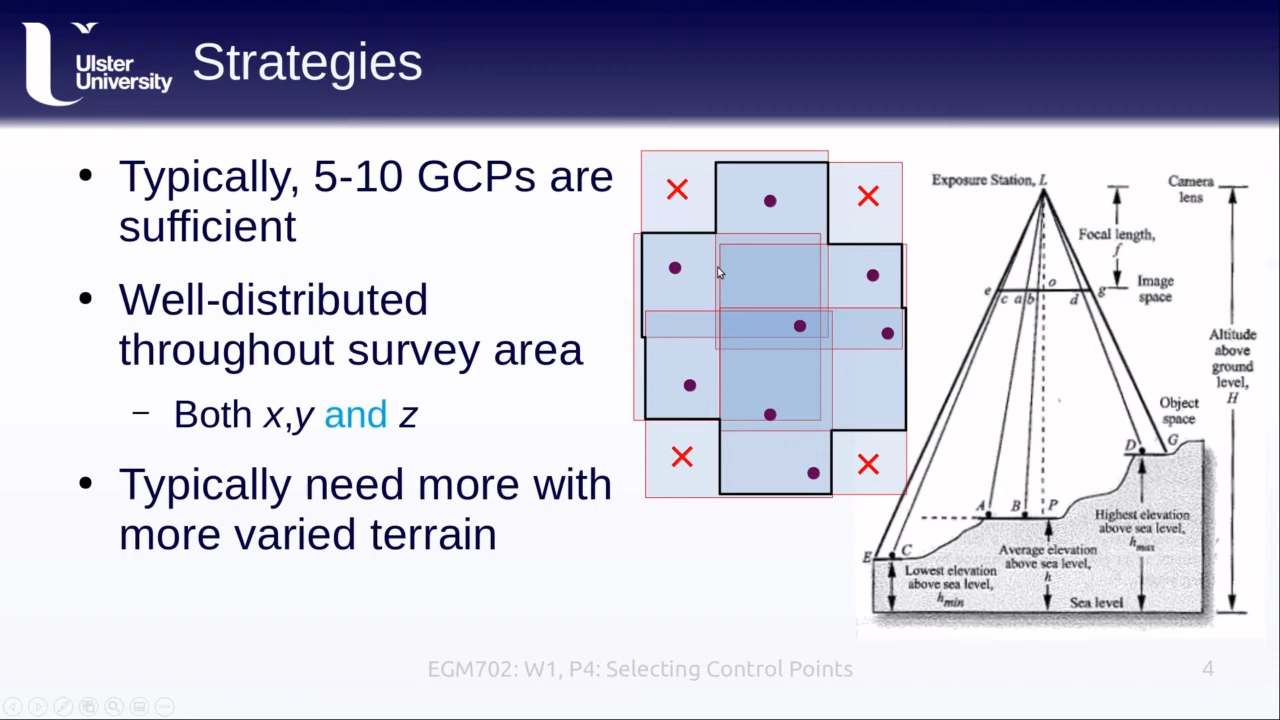 Ulster
University
Strategies
• Typically, 5-10 GCPs are
sufficient
• Well-distributed
throughout survey area
– Both x,y and z
• Typically need more with
more varied terrain
Exposure Station, L
Camera
lens
Focal length,
f
Image
space
e
c
a
b
o
d
g
Altitude
above
ground
level,
H
Object
space
D
G
A
B
P
Highest elevation
above sea level,
hmax
E
C
Average elevation
above sea level,
h
Lowest elevation
above sea level,
hmin
Sea level
EGM702: W1, P4: Selecting Control Points
4